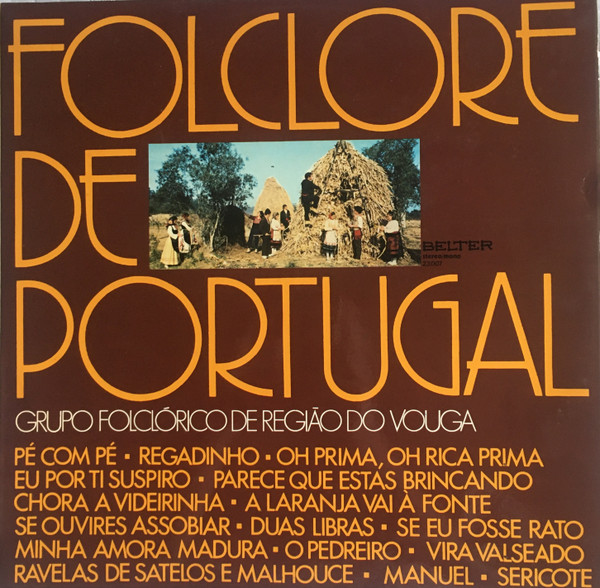 FOLCLORE
DE
BELTER
stereo/mono
PORTUGAL
GRUPO FOLCLÓRICO DE REGIÃO DO VOUGA
PÉ COM PÉ ▪ REGADINHO ▪ OH PRIMA, OH RICA PRIMA
EU POR TI SUSPIRO ▪ PARECE QUE ESTAS BRINCANDO
CHORA A VIDEIRINHA ▪ A LARANJA VAI À FONTE
SE OUVIRES ASSOBIAR ▪ DUAS LIBRAS ▪ SE EU FOSSE RATO
MINHA AMORA MADURA ▪ O PEDREIRO ▪ VIRA VALSEADO
RAVELAS DE SATELOS E MALHOUCE ▪ MANUEL ▪ SERICOTE